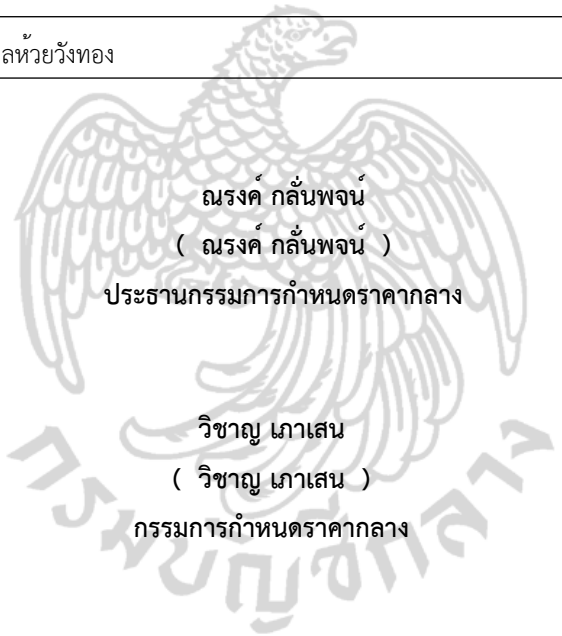 ลห้วยวังทอง
ณรงค์ กลั่นพจน์
( ณรงค์ กลั่นพจน์ )
ประธานกรรมการกำหนดราคากลาง
วิชาญ เภาเสน
( วิชาญ เภาเสน )
กรรมการกำหนดราคากลาง
กรมบัญชีกลาง